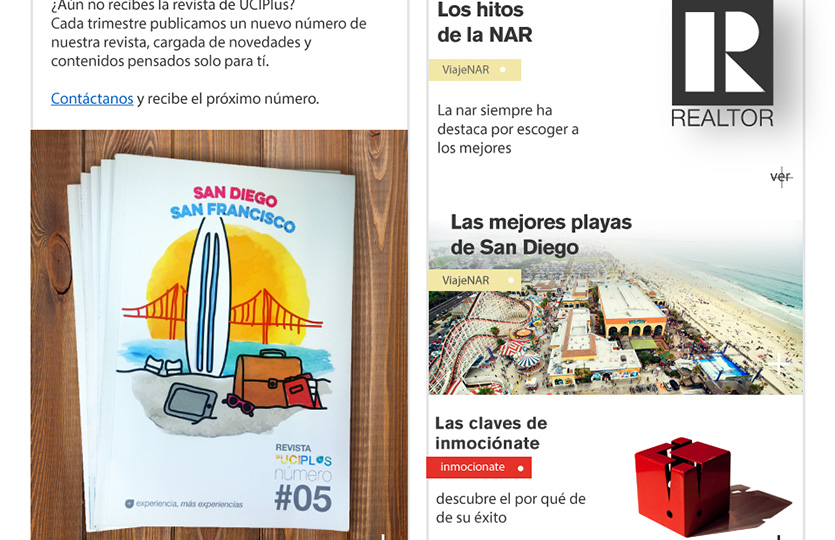 ¿Aún no recibes la revista de UCIPlus?
Cada trimestre publicamos un nuevo número de
nuestra revista, cargada de novedades y
contenidos pensados solo para tí.
Contáctanos y recibe el próximo número.
SAN DIEGO
SAN FRANCISCO
REVISTA
UCIPLUS
número
#05
experiencia, más experiencias
Los hitos
de la NAR
ViajeNAR
La nar siempre ha
destaca por escoger a
los mejores
R
REALTOR
ver
Las mejores playas
de San Diego
ViajeNAR
Las claves de
inmociónate
inmocionate
descubre el por qué de
de su éxito